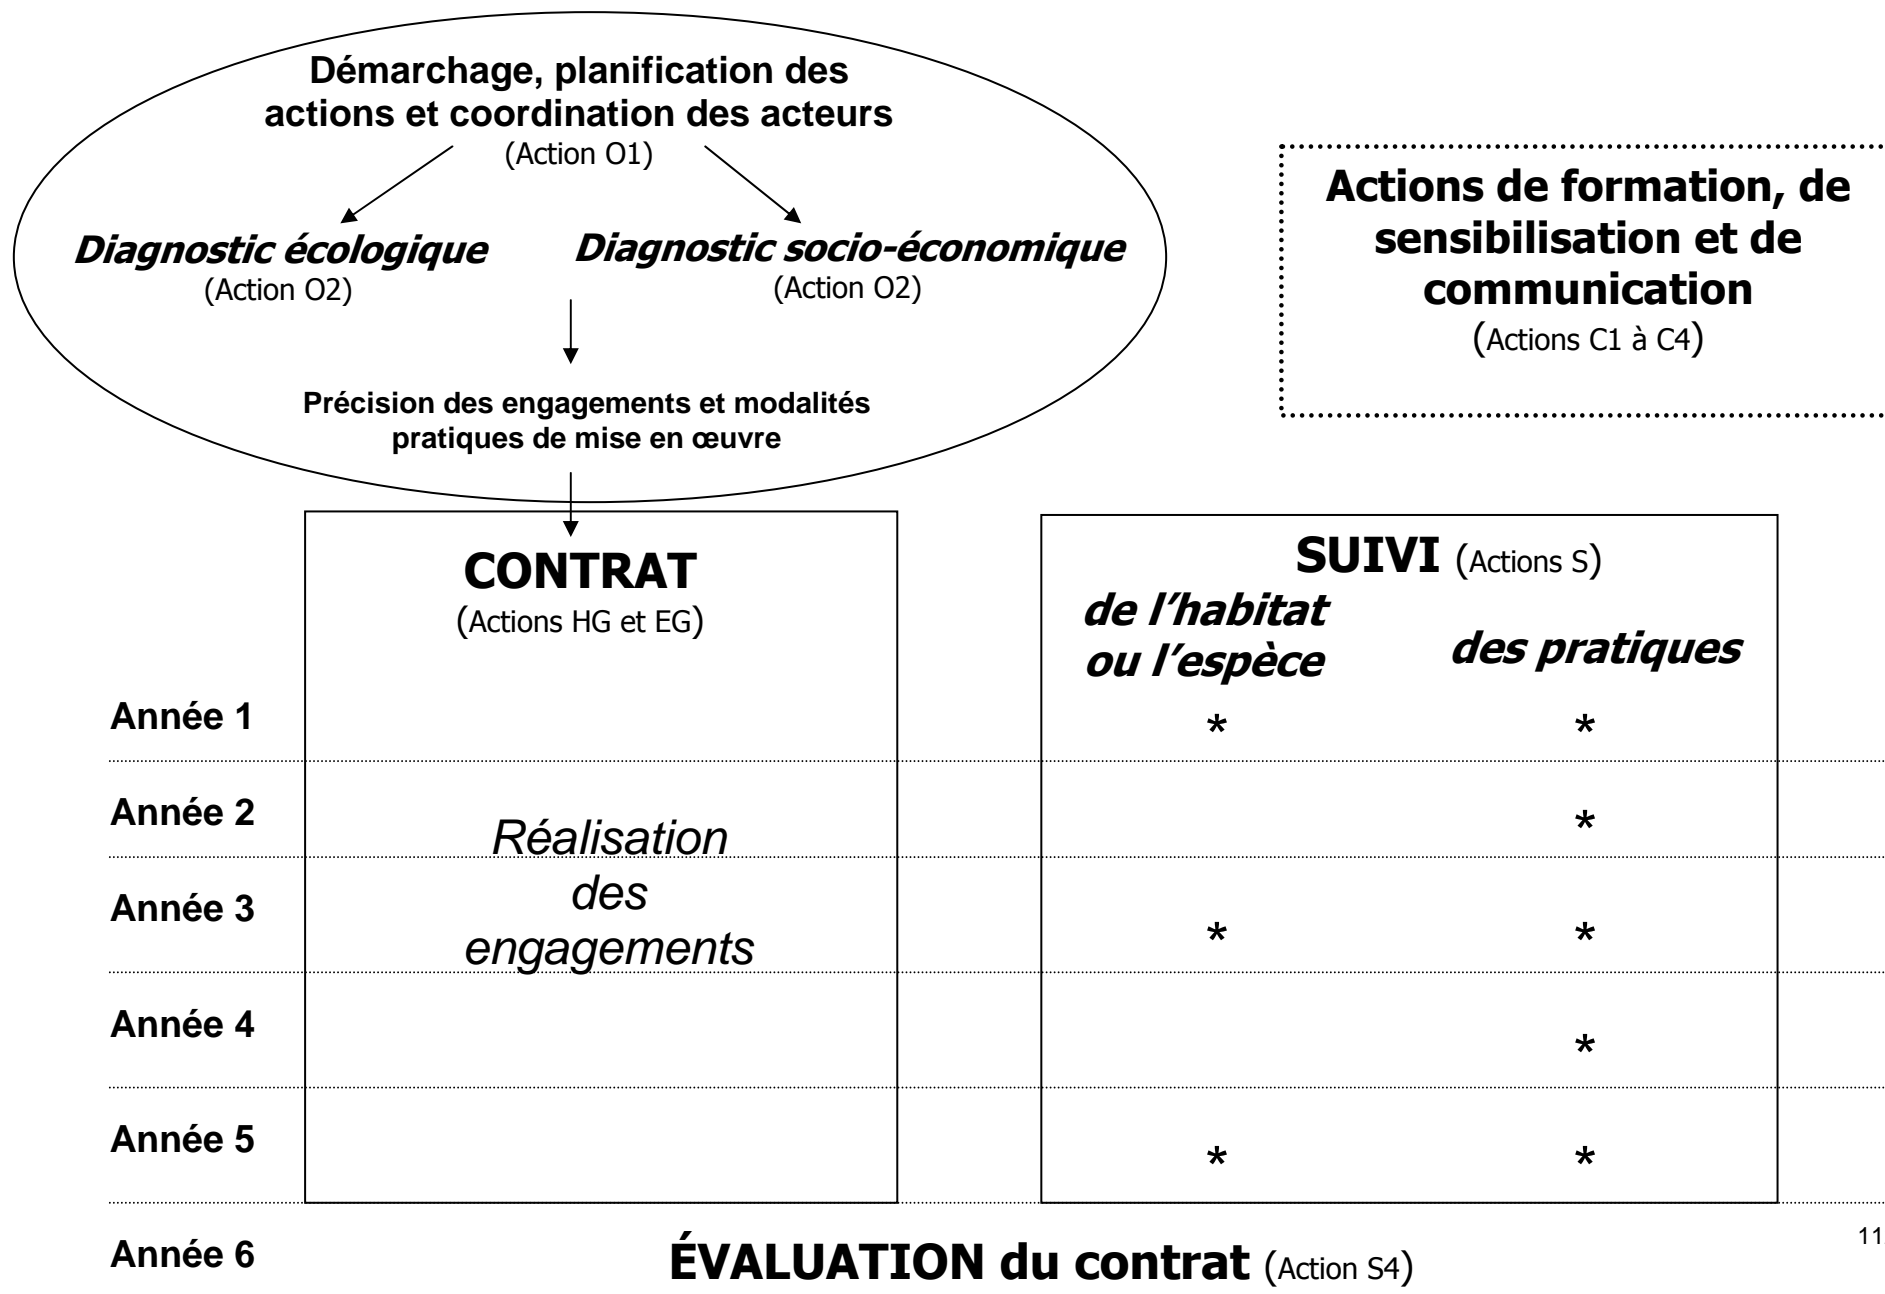 Démarchage, planification des
actions et coordination des acteurs
(Action O1)
Diagnostic écologique
(Action O2)
Diagnostic socio-économique
(Action O2)
Précision des engagements et modalités
pratiques de mise en œuvre
Actions de formation, de
sensibilisation et de
communication
(Actions C1 à C4)
CONTRAT
(Actions HG et EG)
SUIVI (Actions S)
de l’habitat
ou l’espèce
des pratiques
Année 1 * *
Année 2 *
Réalisation
des
engagements
Année 3 * *
Année 4 *
Année 5 * *
Année 6
ÉVALUATION du contrat (Action S4)
11